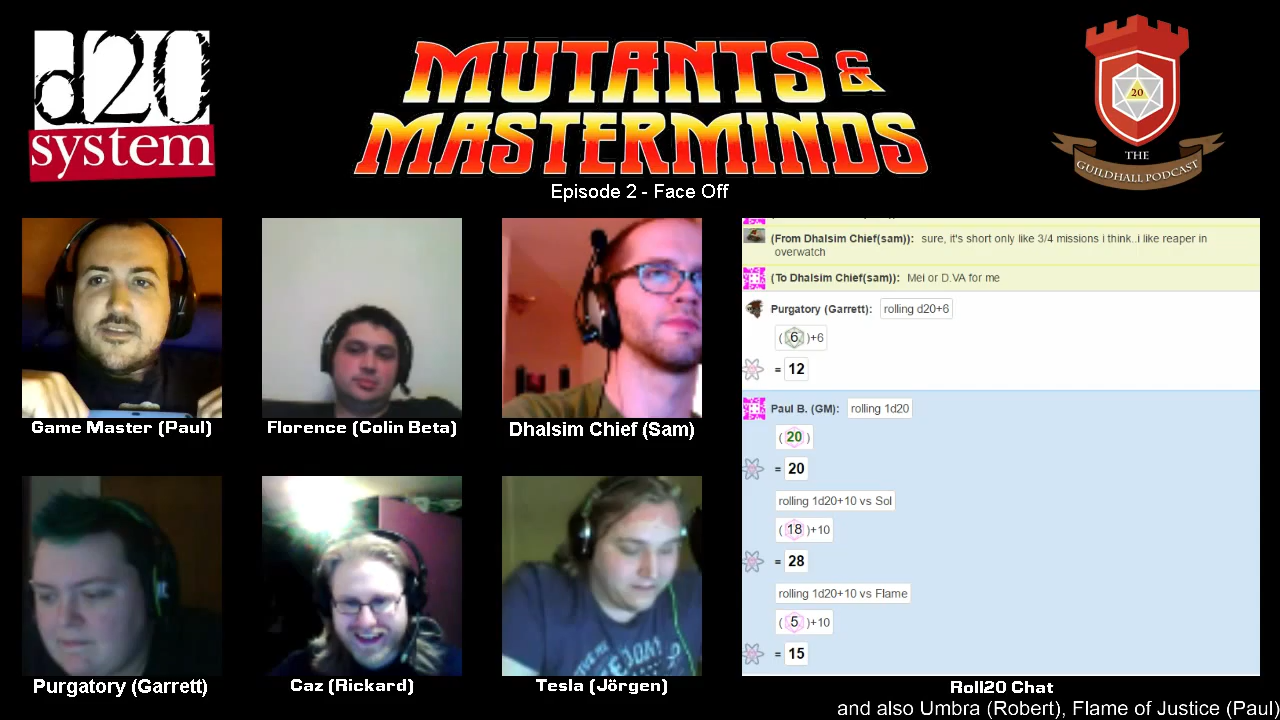 d20
system
MUTANTS &
MASTERMINDS
Episode 2 - Face Off
20
THE
GUILDHALL PODCAST
Game Master (Paul)
Florence (Colin Beta)
Dhalsim Chief (Sam)
Purgatory (Garrett)
Caz (Rickard)
Tesla (Jörgen)
(From Dhalsim Chief(sam)): sure, it's short only like 3/4 missions i think..i like reaper in
overwatch
(To Dhalsim Chief(sam)): Mei or D.VA for me
Purgatory (Garrett): rolling d20+6
(6)+6
= 12
Paul B. (GM): rolling 1d20
(20)
= 20
rolling 1d20+10 vs Sol
(18)+10
= 28
rolling 1d20+10 vs Flame
(5)+10
= 15
Roll20 Chat
and also Umbra (Robert), Flame of Justice (Paul)